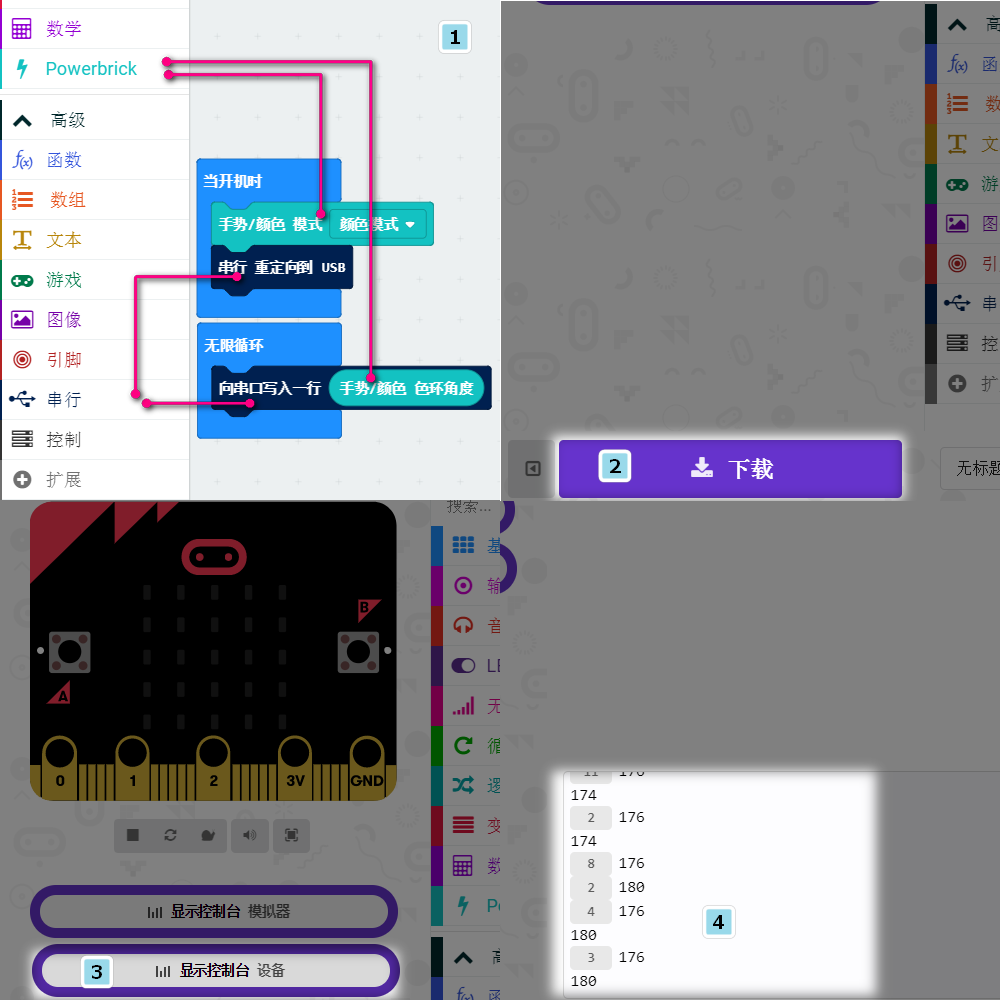 数学
1
Powerbrick
高级
函数
数组
文本
游戏
图像
引脚
串行
控制
扩展
当开机时
手势/颜色 模式 颜色模式
串行 重定向到 USB
无限循环
向串口写入一行 手势/颜色 色环角度
高
函
数
文
游
图
引
串
控
扩
2 下载
无标题
搜索...
基
输
音
LE
无
循
逻
变
数
B
A
0 1 2 3V GND
显示控制台 模拟器
3 显示控制台 设备
11 176
174
2 176
174
8 176
2 180
4 176
180
3 176
180
4